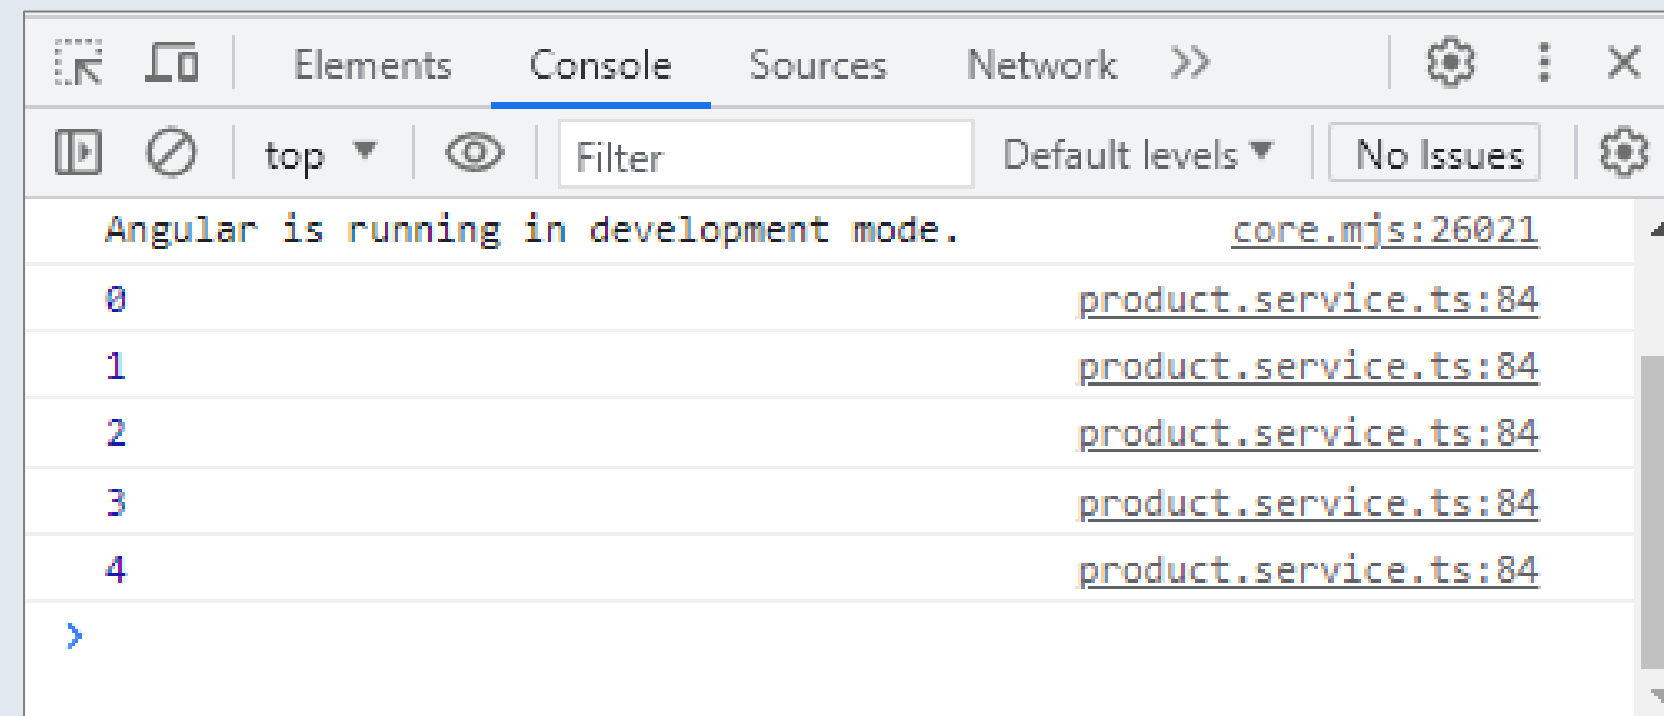 Elements Console Sources Network
top Filter Default levels No Issues
Angular is running in development mode. core.mjs:26021
0 product.service.ts:84
1 product.service.ts:84
2 product.service.ts:84
3 product.service.ts:84
4 product.service.ts:84